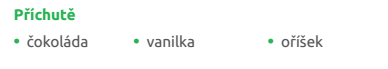 Příchutě
• čokoláda • vanilka • oříšek